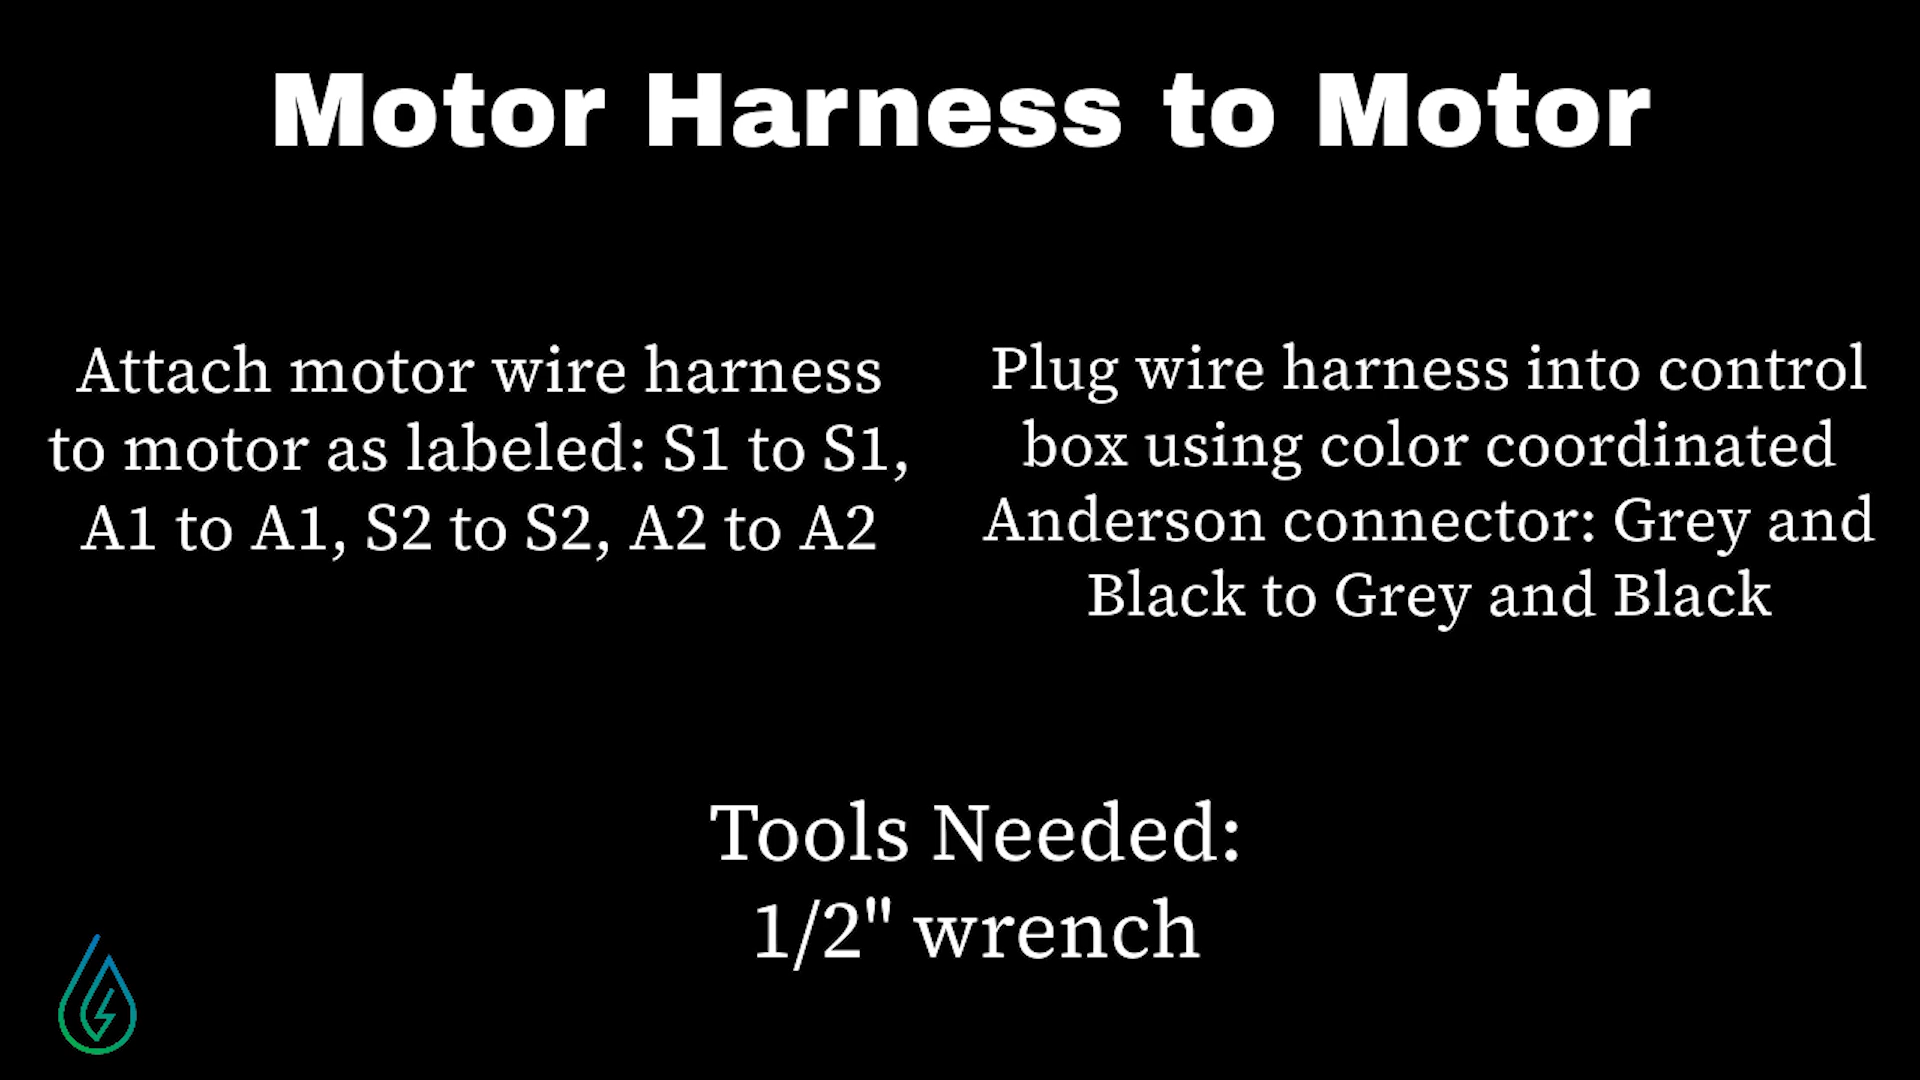 Motor Harness to Motor
Attach motor wire harness
to motor as labeled: S1 to S1,
A1 to A1, S2 to S2, A2 to A2
Plug wire harness into control
box using color coordinated
Anderson connector: Grey and
Black to Grey and Black
Tools Needed:
1/2" wrench